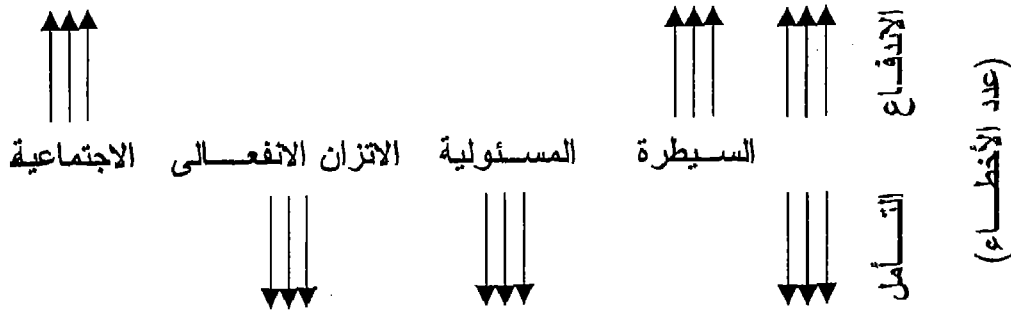 (عدد الأخطاء)
الاندفاع
التأمل
السيطرة
المسئولية
الاتزان الانفعالى
الاجتماعية